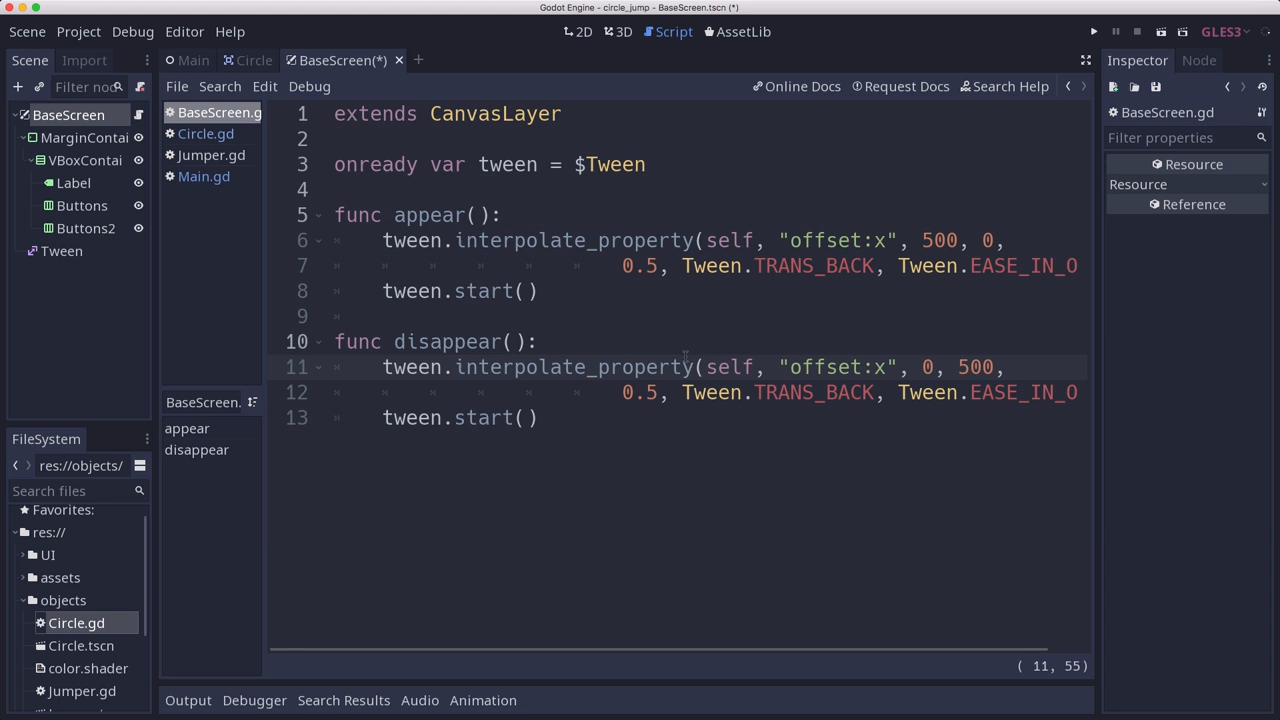 Godot Engine - circle_jump - BaseScreen.tscn (*)
Scene Project Debug Editor Help
2D 3D Script AssetLib
GLES3
Scene Import
Filter noc
BaseScreen
MarginContai
VBoxContai
Label
Buttons
Buttons2
Tween
FileSystem
res://objects/
Search files
Favorites:
res://
UI
assets
objects
Circle.gd
Circle.tscn
color.shader
Jumper.gd
Main Circle BaseScreen(*)
File Search Edit Debug
Online Docs Request Docs Search Help
BaseScreen.g
Circle.gd
Jumper.gd
Main.gd
BaseScreen.
appear
disappear
1 extends CanvasLayer
2
3 onready var tween = $Tween
4
5 func appear():
6 tween.interpolate_property(self, "offset:x", 500, 0,
7 0.5, Tween.TRANS_BACK, Tween.EASE_IN_O
8 tween.start()
9
10 func disappear():
11 tween.interpolate_property(self, "offset:x", 0, 500,
12 0.5, Tween.TRANS_BACK, Tween.EASE_IN_O
13 tween.start()
( 11, 55)
Output Debugger Search Results Audio Animation
Inspector Node
BaseScreen.gd
Filter properties
Resource
Resource
Reference